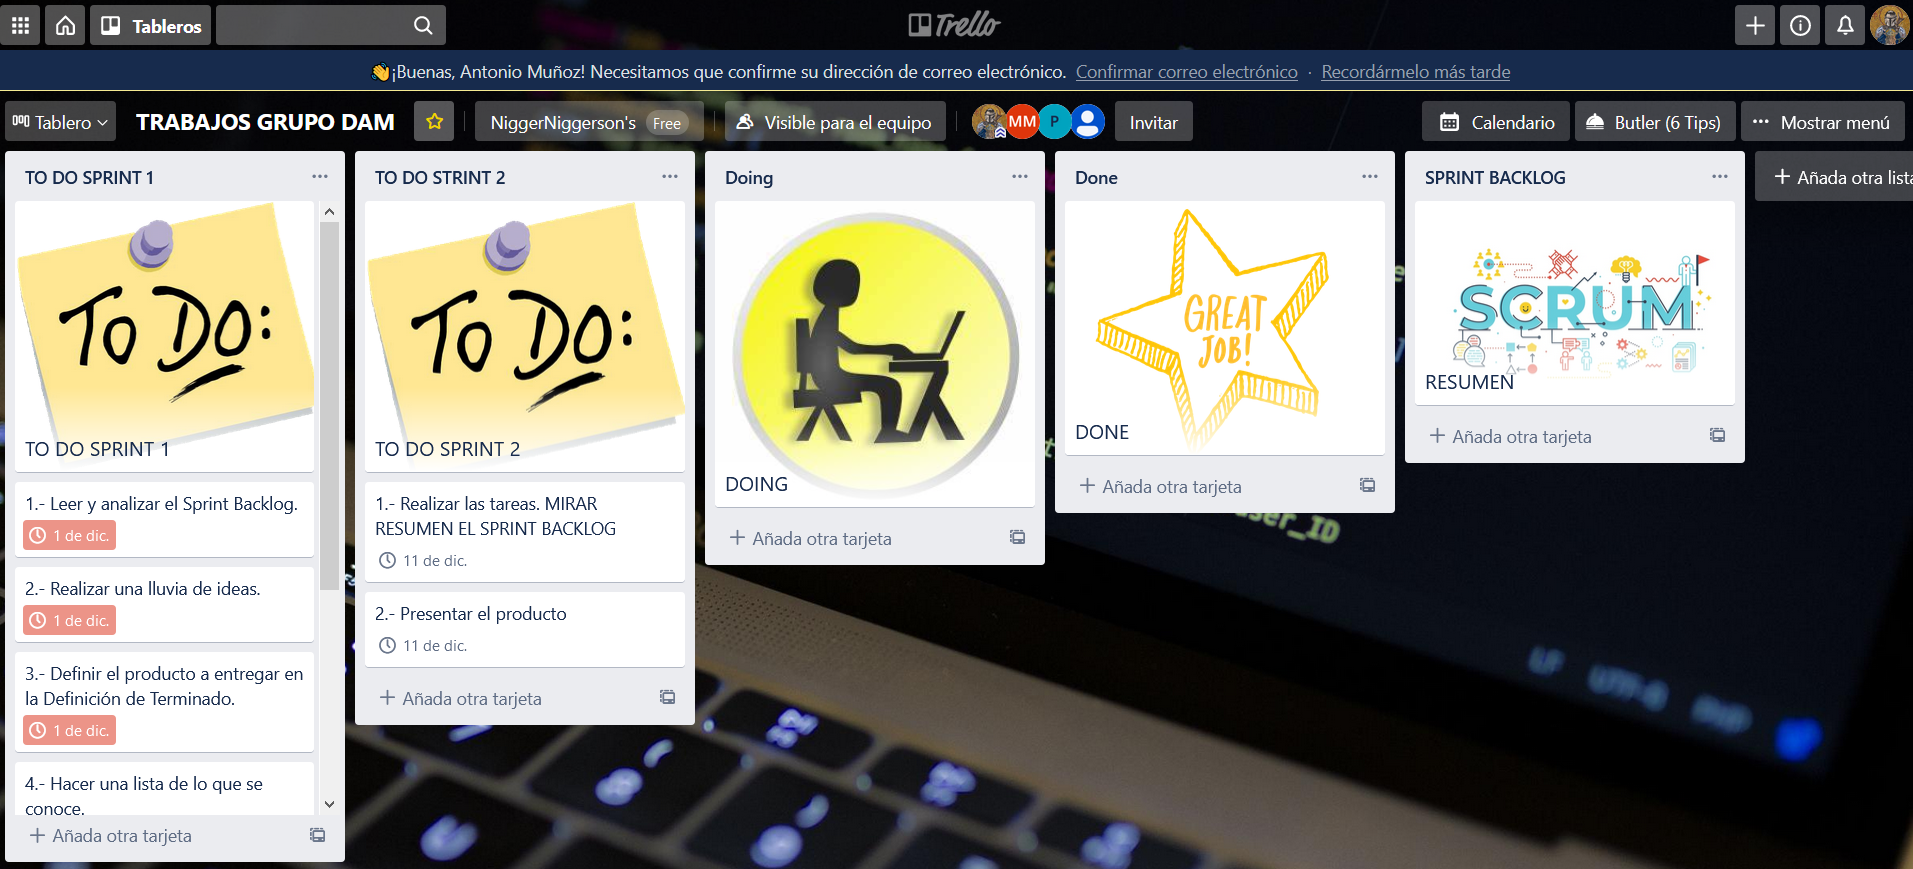 Tableros
Trello
¡Buenas, Antonio Muñoz! Necesitamos que confirme su dirección de correo electrónico. Confirmar correo electrónico · Recordármelo más tarde
Tablero
TRABAJOS GRUPO DAM
NiggerNiggerson's Free
Visible para el equipo
MM
P
Invitar
Calendario
Butler (6 Tips)
Mostrar menú
TO DO SPRINT 1
TO DO:
TO DO SPRINT 1
1.- Leer y analizar el Sprint Backlog.
1 de dic.
2.- Realizar una lluvia de ideas.
1 de dic.
3.- Definir el producto a entregar en
la Definición de Terminado.
1 de dic.
4.- Hacer una lista de lo que se
conoce.
Añada otra tarjeta
TO DO STRINT 2
TO DO:
TO DO SPRINT 2
1.- Realizar las tareas. MIRAR
RESUMEN EL SPRINT BACKLOG
11 de dic.
2.- Presentar el producto
11 de dic.
Añada otra tarjeta
Doing
DOING
Añada otra tarjeta
Done
GREAT
JOB!
DONE
Añada otra tarjeta
SPRINT BACKLOG
SCRUM
RESUMEN
Añada otra tarjeta
Añada otra lista
user_ID
LF UTF-8 PHP